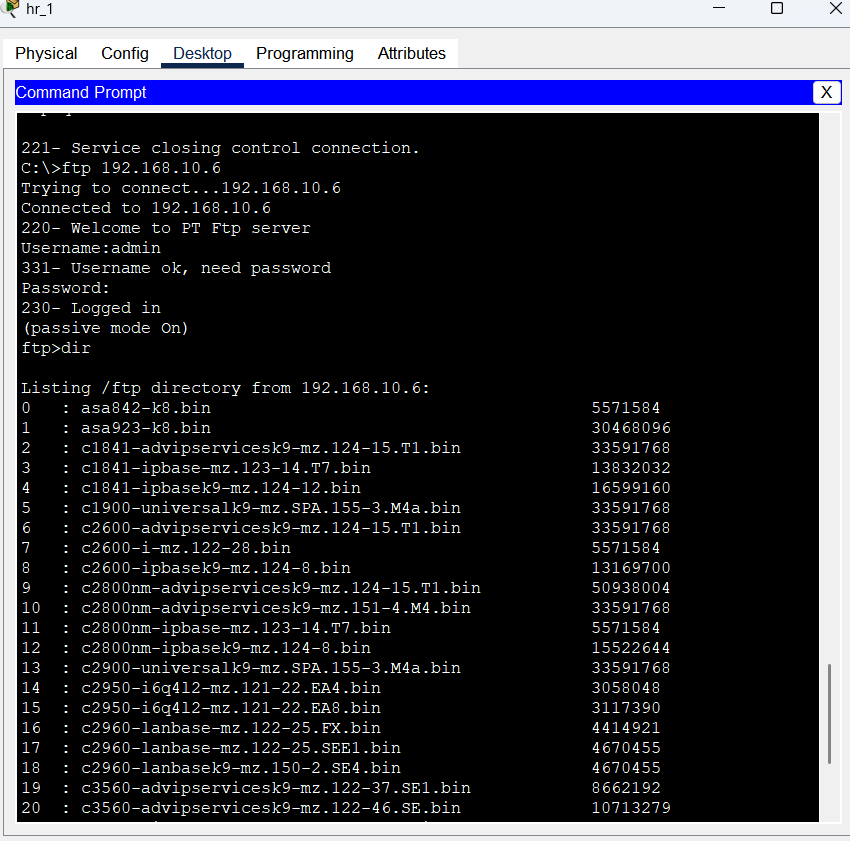 hr_1
Physical Config Desktop Programming Attributes
Command Prompt X
221- Service closing control connection.
C:\>ftp 192.168.10.6
Trying to connect...192.168.10.6
Connected to 192.168.10.6
220- Welcome to PT Ftp server
Username:admin
331- Username ok, need password
Password:
230- Logged in
(passive mode On)
ftp>dir
Listing /ftp directory from 192.168.10.6:
0 : asa842-k8.bin 5571584
1 : asa923-k8.bin 30468096
2 : c1841-advipservicesk9-mz.124-15.T1.bin 33591768
3 : c1841-ipbase-mz.123-14.T7.bin 13832032
4 : c1841-ipbasek9-mz.124-12.bin 16599160
5 : c1900-universalk9-mz.SPA.155-3.M4a.bin 33591768
6 : c2600-advipservicesk9-mz.124-15.T1.bin 33591768
7 : c2600-i-mz.122-28.bin 5571584
8 : c2600-ipbasek9-mz.124-8.bin 13169700
9 : c2800nm-advipservicesk9-mz.124-15.T1.bin 50938004
10 : c2800nm-advipservicesk9-mz.151-4.M4.bin 33591768
11 : c2800nm-ipbase-mz.123-14.T7.bin 5571584
12 : c2800nm-ipbasek9-mz.124-8.bin 15522644
13 : c2900-universalk9-mz.SPA.155-3.M4a.bin 33591768
14 : c2950-i6q4l2-mz.121-22.EA4.bin 3058048
15 : c2950-i6q4l2-mz.121-22.EA8.bin 3117390
16 : c2960-lanbase-mz.122-25.FX.bin 4414921
17 : c2960-lanbase-mz.122-25.SEE1.bin 4670455
18 : c2960-lanbasek9-mz.150-2.SE4.bin 4670455
19 : c3560-advipservicesk9-mz.122-37.SE1.bin 8662192
20 : c3560-advipservicesk9-mz.122-46.SE.bin 10713279